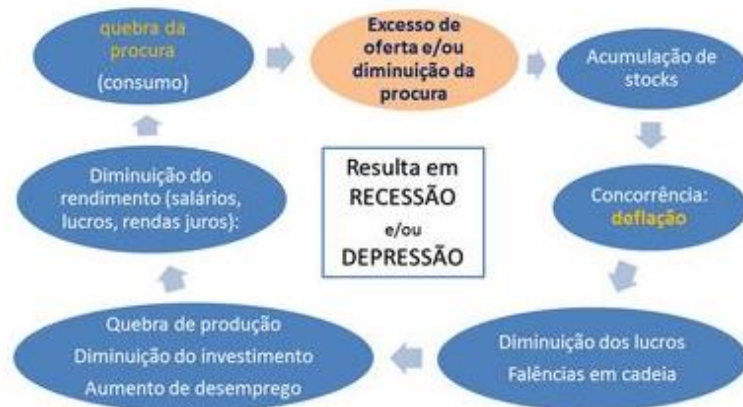 quebra da
procura
(consumo)
Excesso de
oferta e/ou
diminuição da
procura
Acumulação de
stocks
Concorrência:
deflação
Diminuição dos lucros
Falências em cadeia
Quebra de produção
Diminuição do investimento
Aumento de desemprego
Diminuição do
rendimento (salários,
lucros, rendas juros):
Resulta em
RECESSÃO
e/ou
DEPRESSÃO